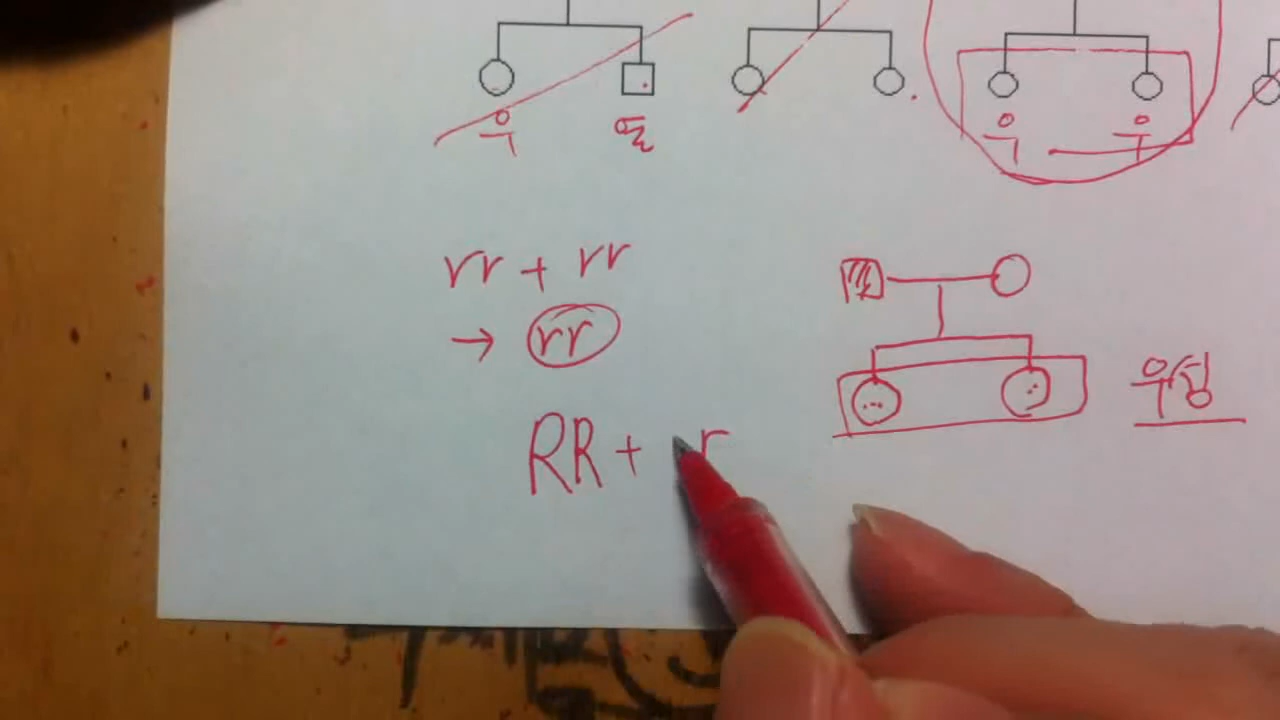 우
열
우
우
rr + rr
→ rr
우성
RR + r